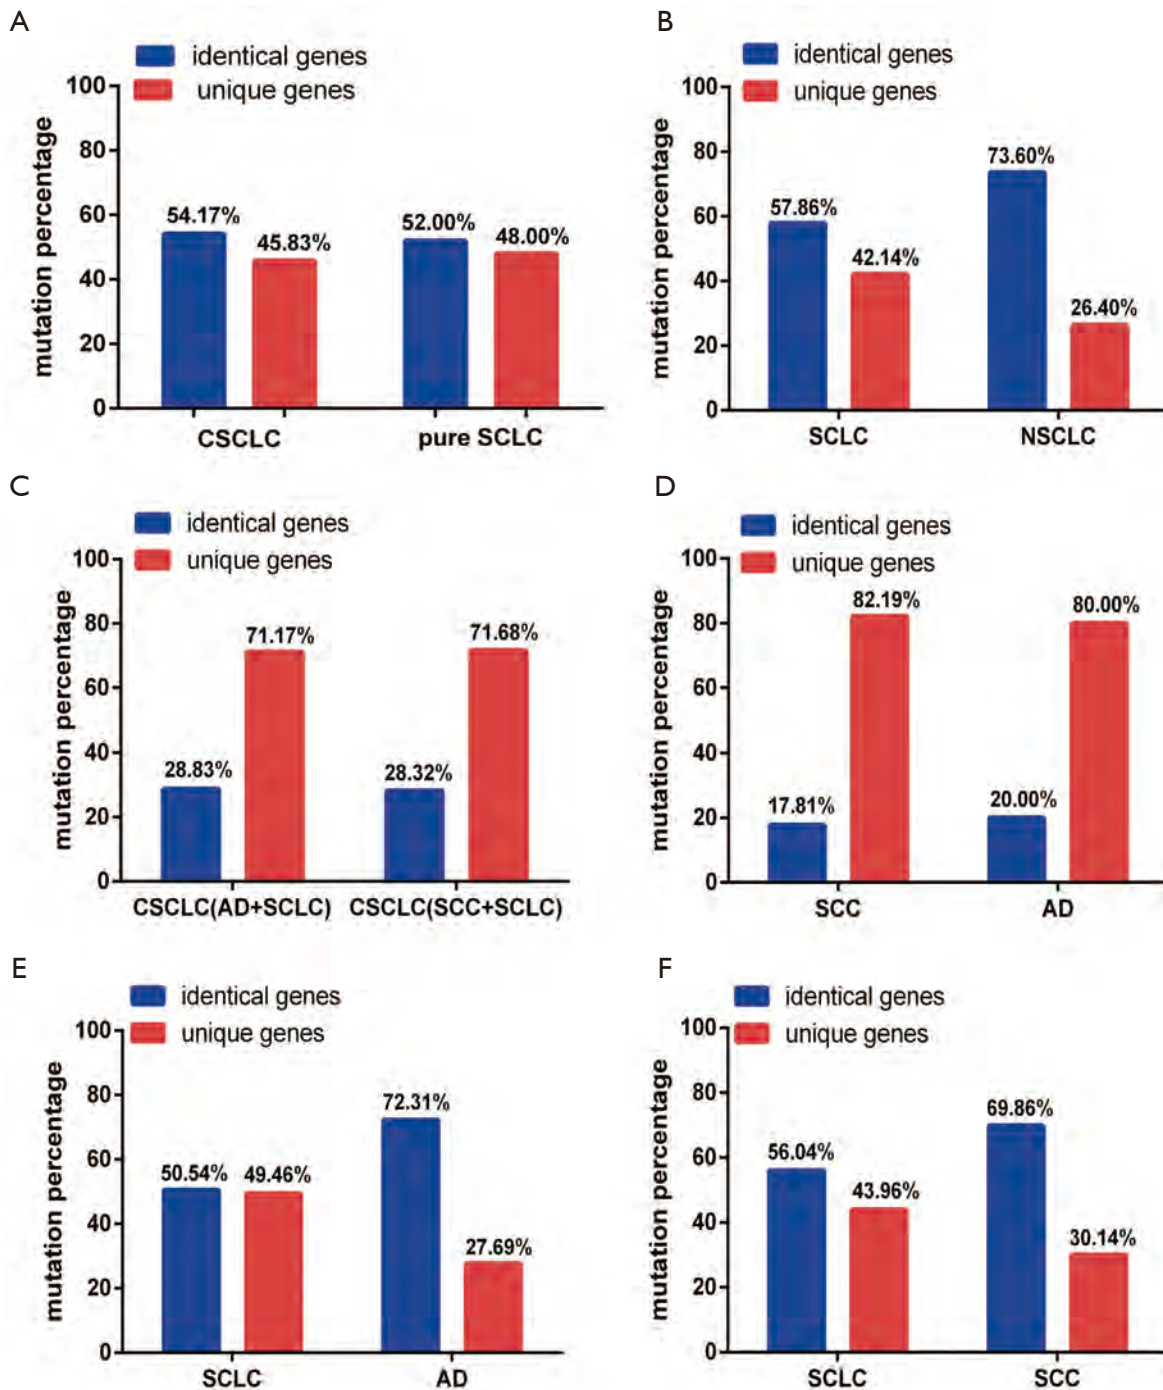 A
identical genes
unique genes
mutation percentage
100
80
60
40
20
0
54.17%
45.83%
52.00%
48.00%
CSCLC
pure SCLC
B
identical genes
unique genes
mutation percentage
100
80
60
40
20
0
57.86%
42.14%
73.60%
26.40%
SCLC
NSCLC
C
identical genes
unique genes
mutation percentage
100
80
60
40
20
0
28.83%
71.17%
28.32%
71.68%
CSCLC(AD+SCLC)
CSCLC(SCC+SCLC)
D
identical genes
unique genes
mutation percentage
100
80
60
40
20
0
17.81%
82.19%
20.00%
80.00%
SCC
AD
E
identical genes
unique genes
mutation percentage
100
80
60
40
20
0
50.54%
49.46%
72.31%
27.69%
SCLC
AD
F
identical genes
unique genes
mutation percentage
100
80
60
40
20
0
56.04%
43.96%
69.86%
30.14%
SCLC
SCC